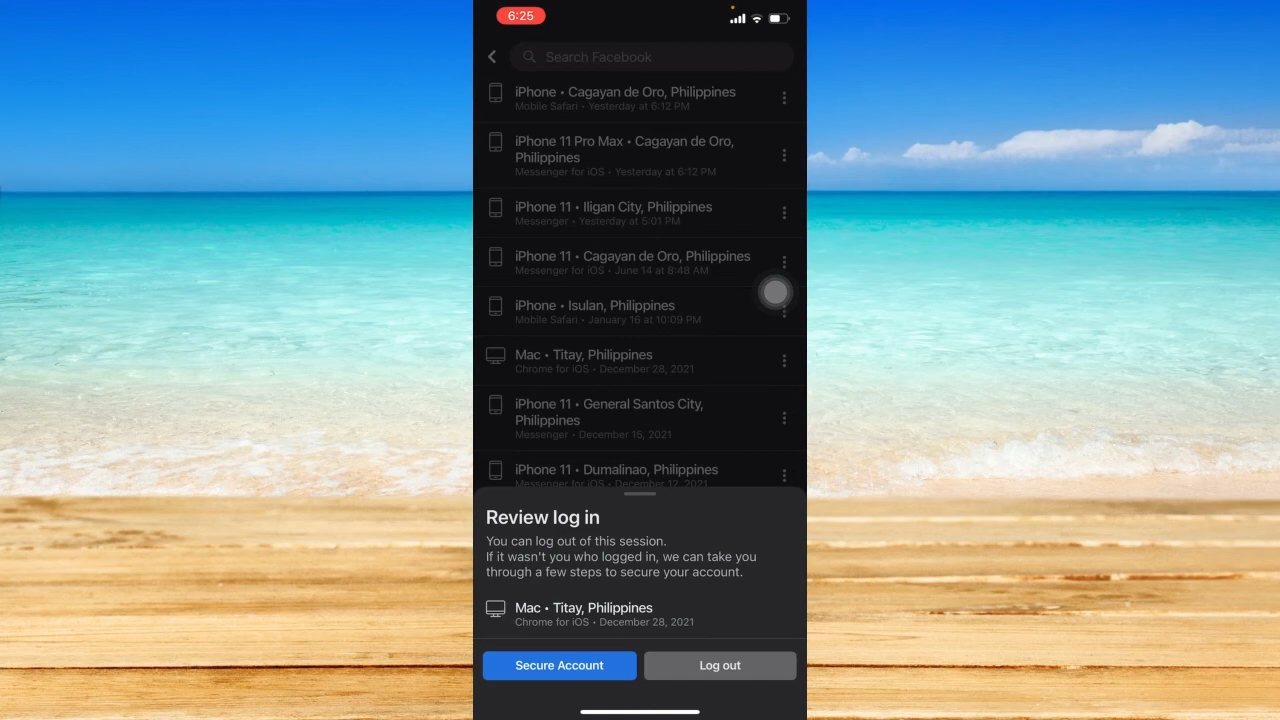 6:25
Search Facebook
iPhone • Cagayan de Oro, Philippines
Mobile Safari • Yesterday at 6:12 PM
iPhone 11 Pro Max • Cagayan de Oro,
Philippines
Messenger for iOS • Yesterday at 6:12 PM
iPhone 11 • Iligan City, Philippines
Messenger • Yesterday at 5:01 PM
iPhone 11 • Cagayan de Oro, Philippines
Messenger for iOS • June 14 at 8:48 AM
iPhone • Isulan, Philippines
Mobile Safari • January 16 at 10:09 PM
Mac • Titay, Philippines
Chrome for iOS • December 28, 2021
iPhone 11 • General Santos City,
Philippines
Messenger • December 15, 2021
iPhone 11 • Dumalinao, Philippines
Messenger for iOS • December 12, 2021
Review log in
You can log out of this session.
If it wasn't you who logged in, we can take you
through a few steps to secure your account.
Mac • Titay, Philippines
Chrome for iOS • December 28, 2021
Secure Account
Log out